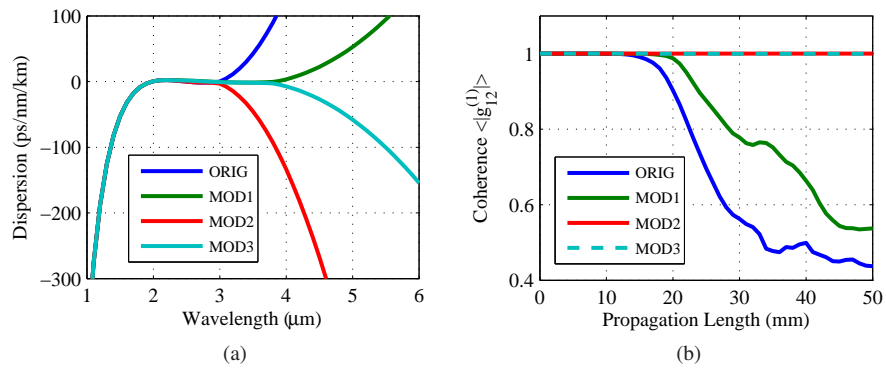 100
0
−100
−200
−300
1
2
3
4
5
6
Dispersion (ps/nm/km)
Wavelength (μm)
ORIG
MOD1
MOD2
MOD3
(a)
1
0.8
0.6
0.4
0
10
20
30
40
50
Coherence <|g₁₂⁽¹⁾|>
Propagation Length (mm)
ORIG
MOD1
MOD2
MOD3
(b)